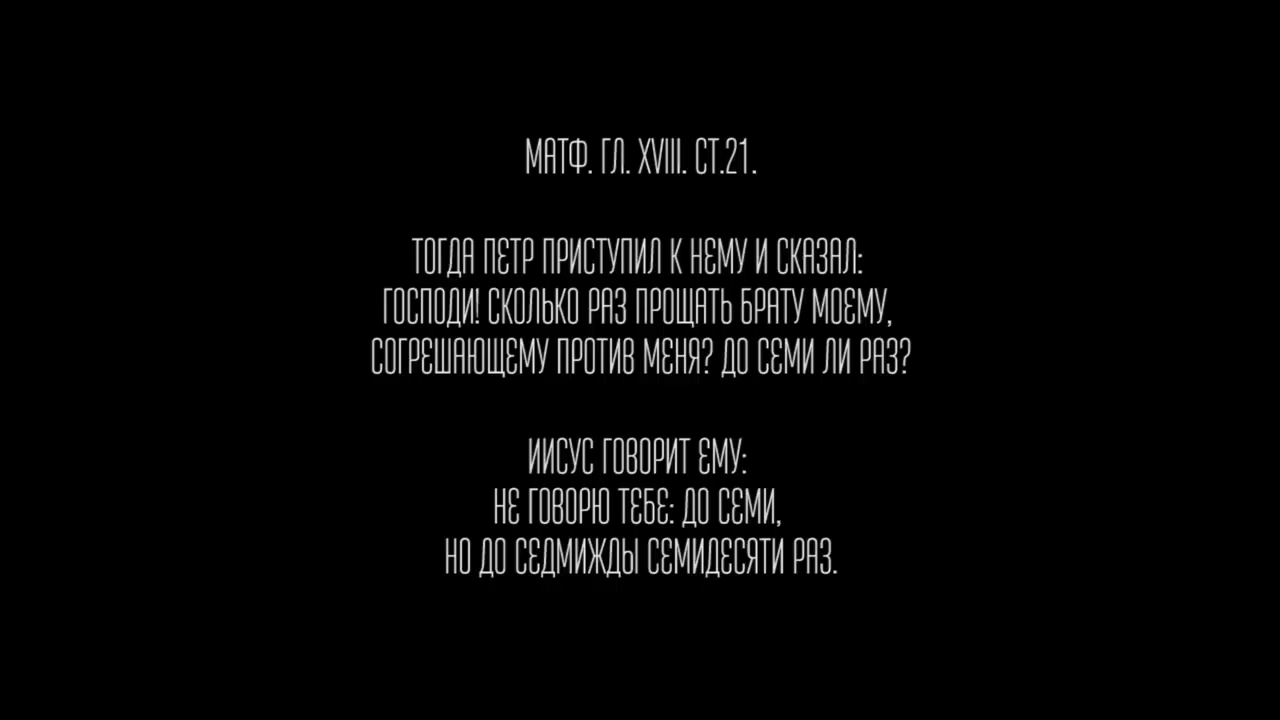 МАТФ. ГЛ. XVIII. СТ.21.
ТОГДА ПЕТР ПРИСТУПИЛ К НЕМУ И СКАЗАЛ:
ГОСПОДИ! СКОЛЬКО РАЗ ПРОЩАТЬ БРАТУ МОЕМУ,
СОГРЕШАЮЩЕМУ ПРОТИВ МЕНЯ? ДО СЕМИ ЛИ РАЗ?
ИИСУС ГОВОРИТ ЕМУ:
НЕ ГОВОРЮ ТЕБЕ: ДО СЕМИ,
НО ДО СЕДМИЖДЫ СЕМИДЕСЯТИ РАЗ.